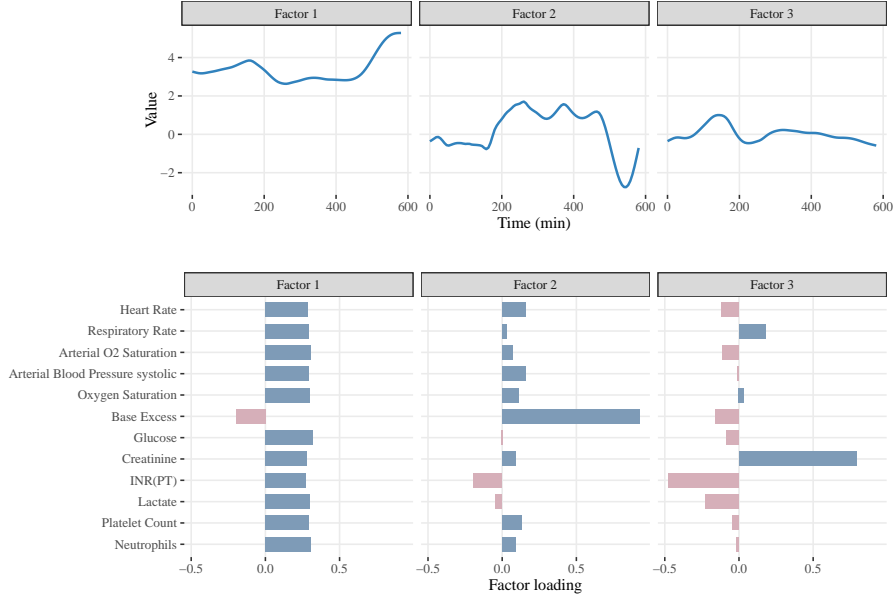 Factor 1 Factor 2 Factor 3
4
2
0
−2
Value
0 200 400 600 0 200 400 600 0 200 400 600
Time (min)
Factor 1 Factor 2 Factor 3
Heart Rate
Respiratory Rate
Arterial O2 Saturation
Arterial Blood Pressure systolic
Oxygen Saturation
Base Excess
Glucose
Creatinine
INR(PT)
Lactate
Platelet Count
Neutrophils
−0.5 0.0 0.5 −0.5 0.0 0.5 −0.5 0.0 0.5
Factor loading